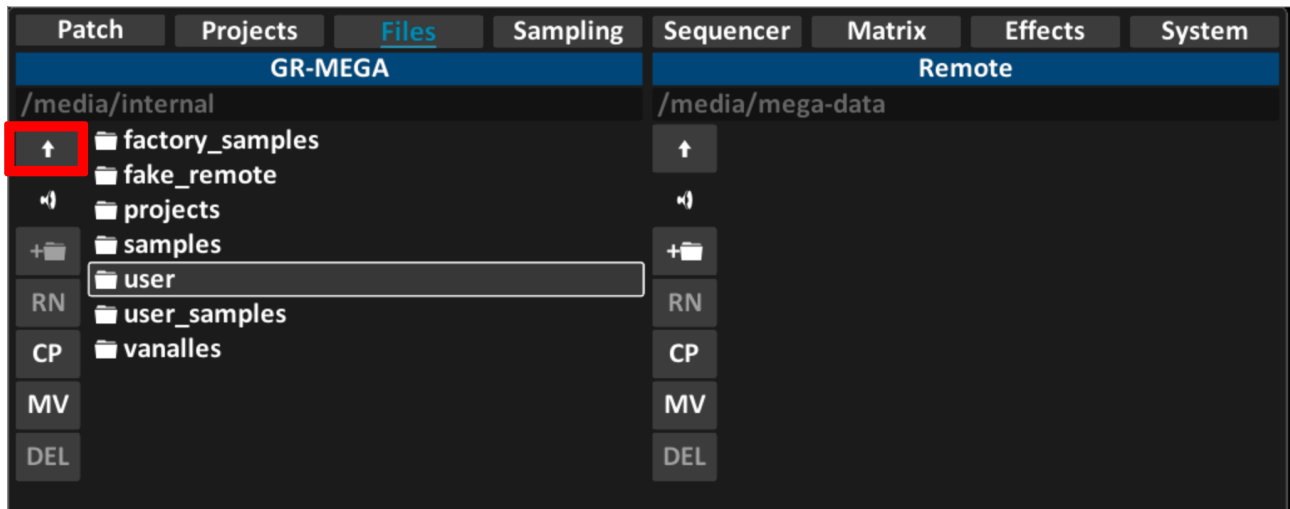 Patch Projects Files Sampling Sequencer Matrix Effects System
GR-MEGA
/media/internal
factory_samples
fake_remote
projects
+
samples
user
RN
user_samples
CP
vanalles
MV
DEL
Remote
/media/mega-data
+
RN
CP
MV
DEL